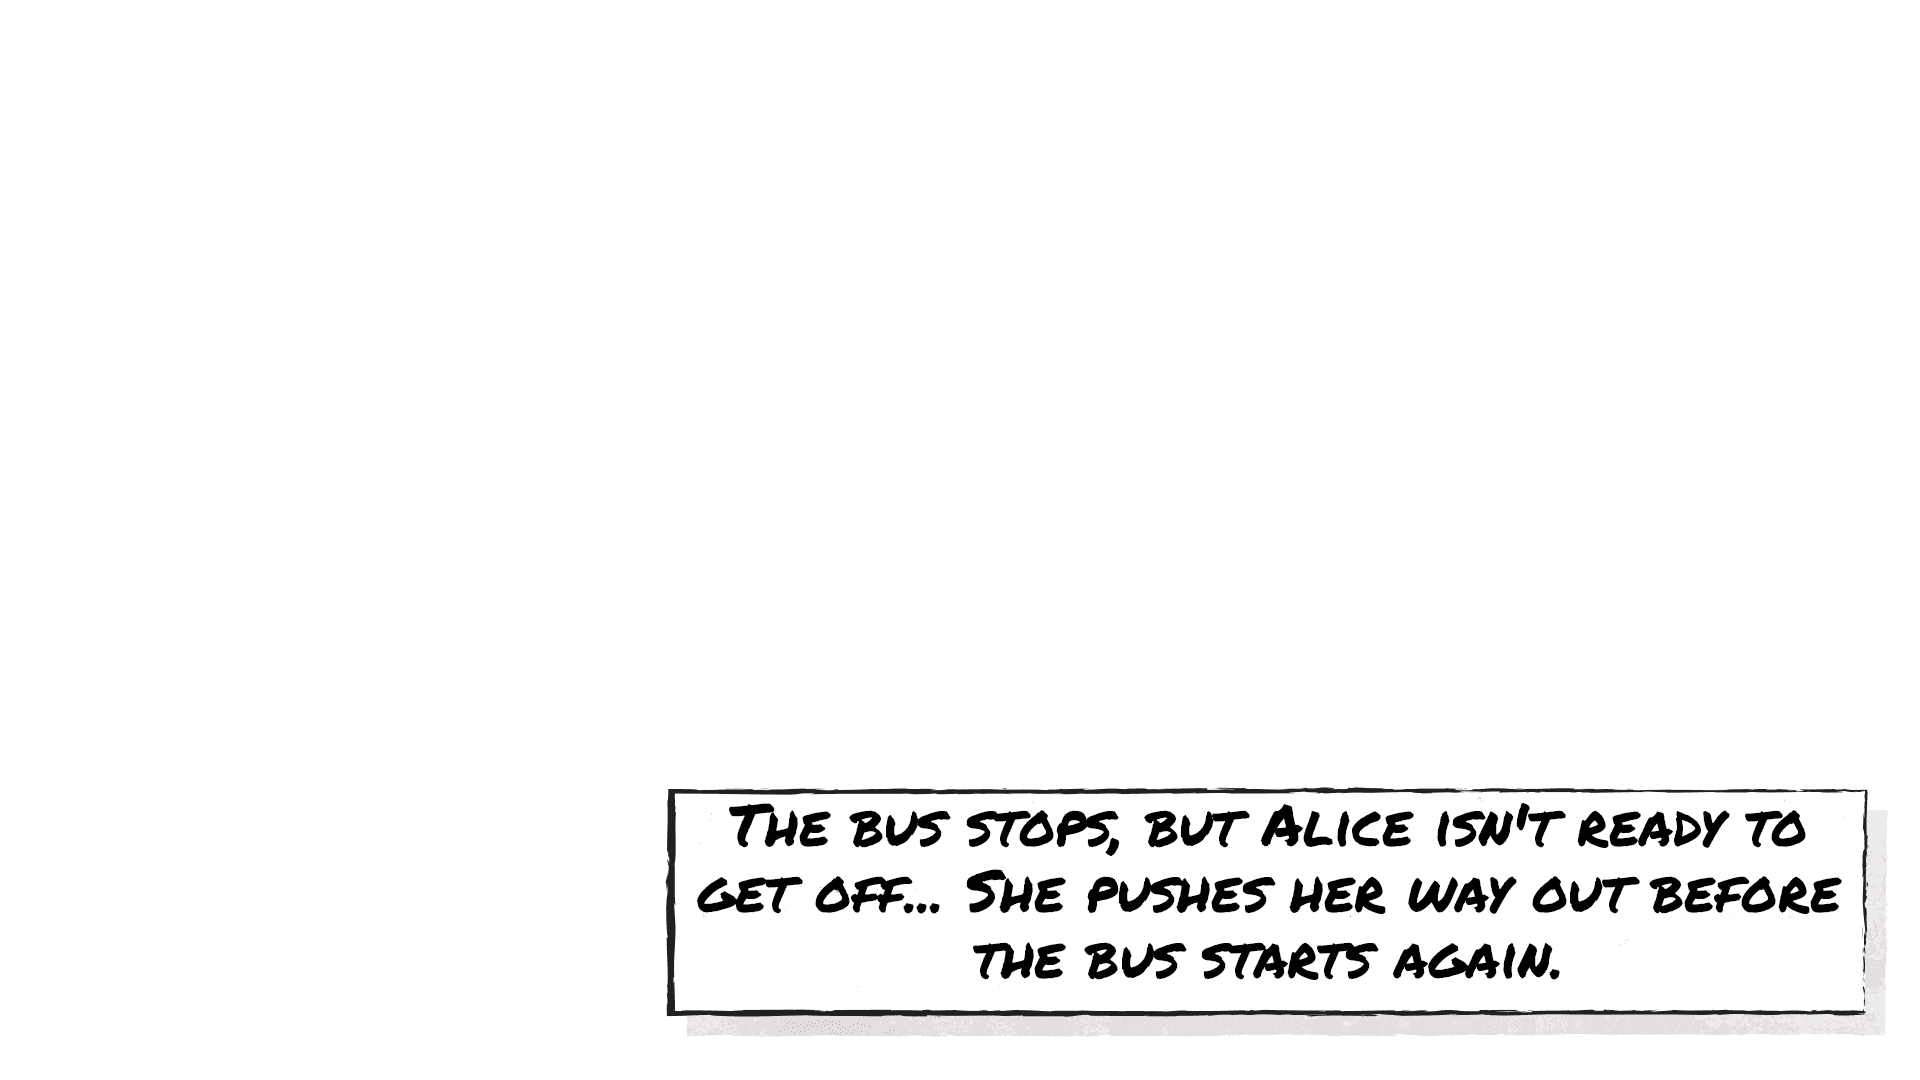 The bus stops, but Alice isn't ready to
get off... She pushes her way out before
the bus starts again.